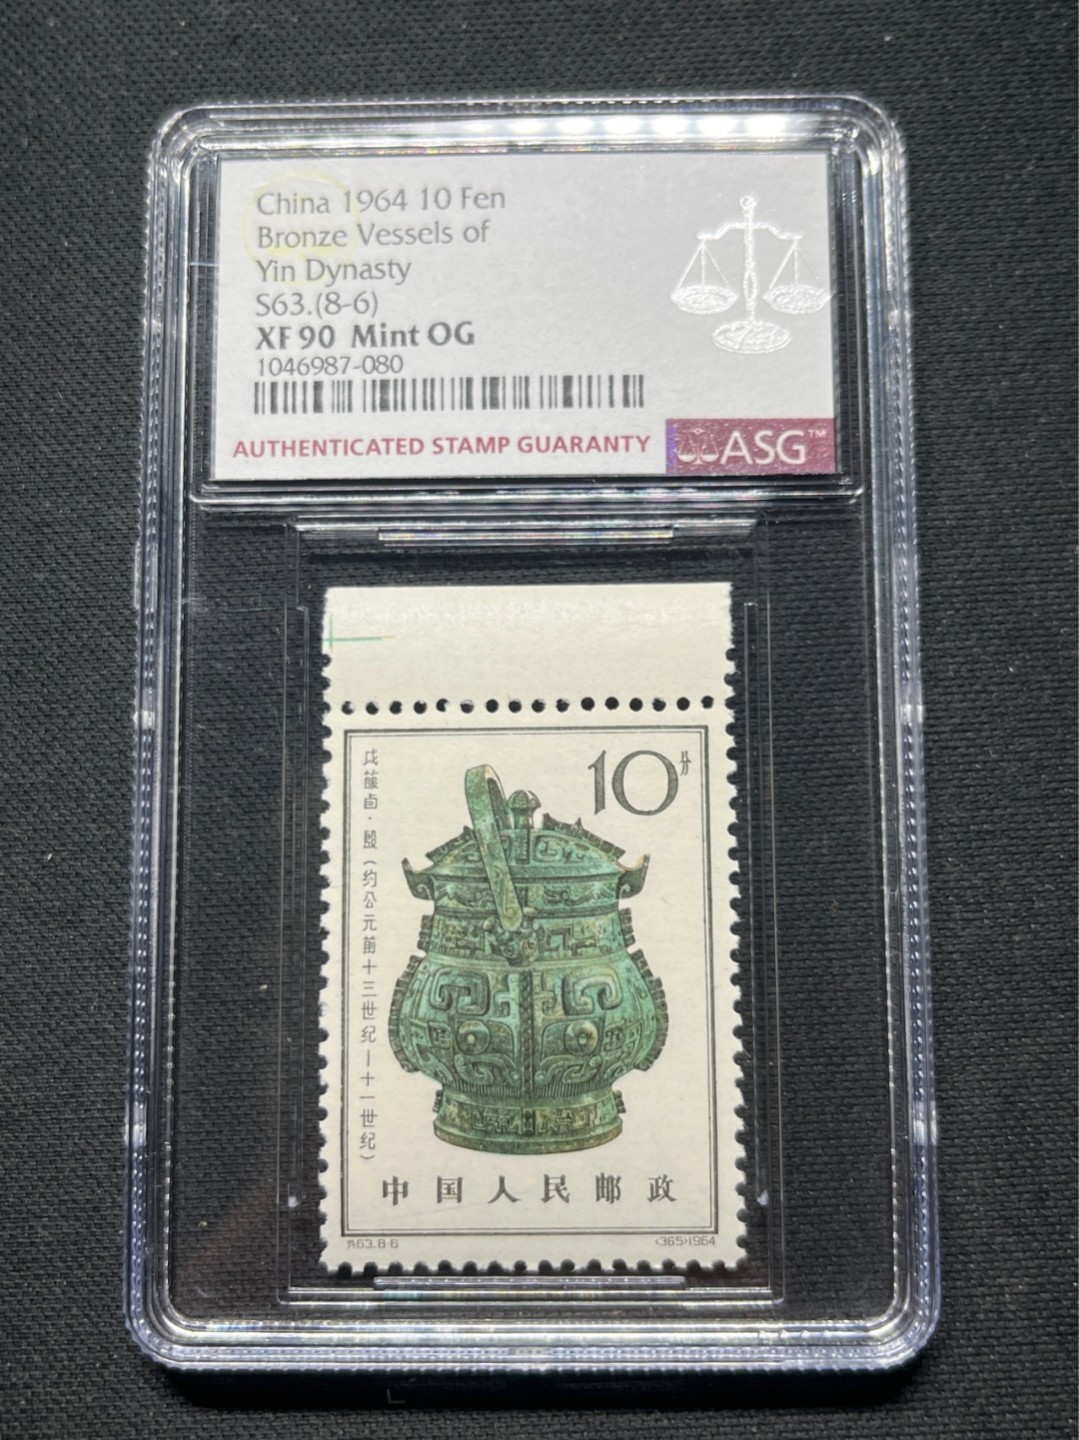 China 1964 10 Fen
Bronze Vessels of
Yin Dynasty
S63.(8-6)
XF 90 Mint OG
1046987-080
AUTHENTICATED STAMP GUARANTY
ASG™
10分
戊箙卣·殷(约公元前十三世纪—十一世纪)
中国人民邮政
特63.8-6
(365)1964